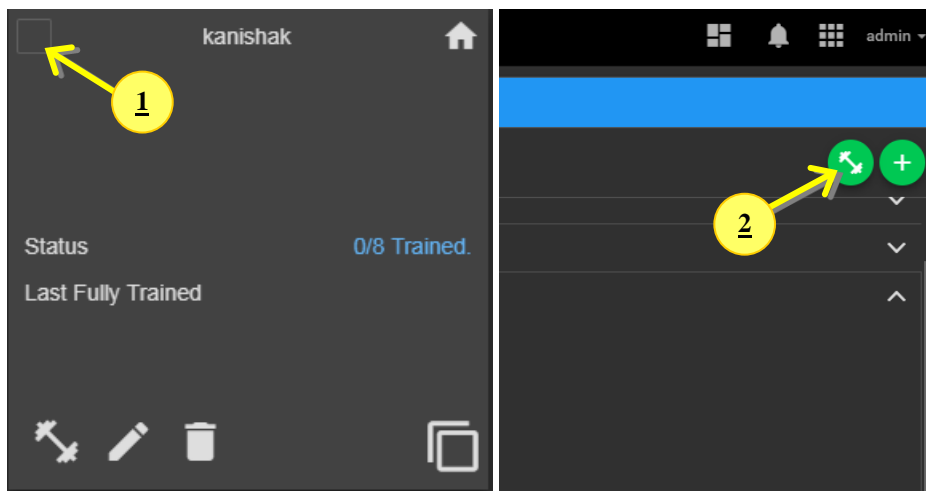 kanishak
admin
1
2
Status
0/8 Trained.
Last Fully Trained